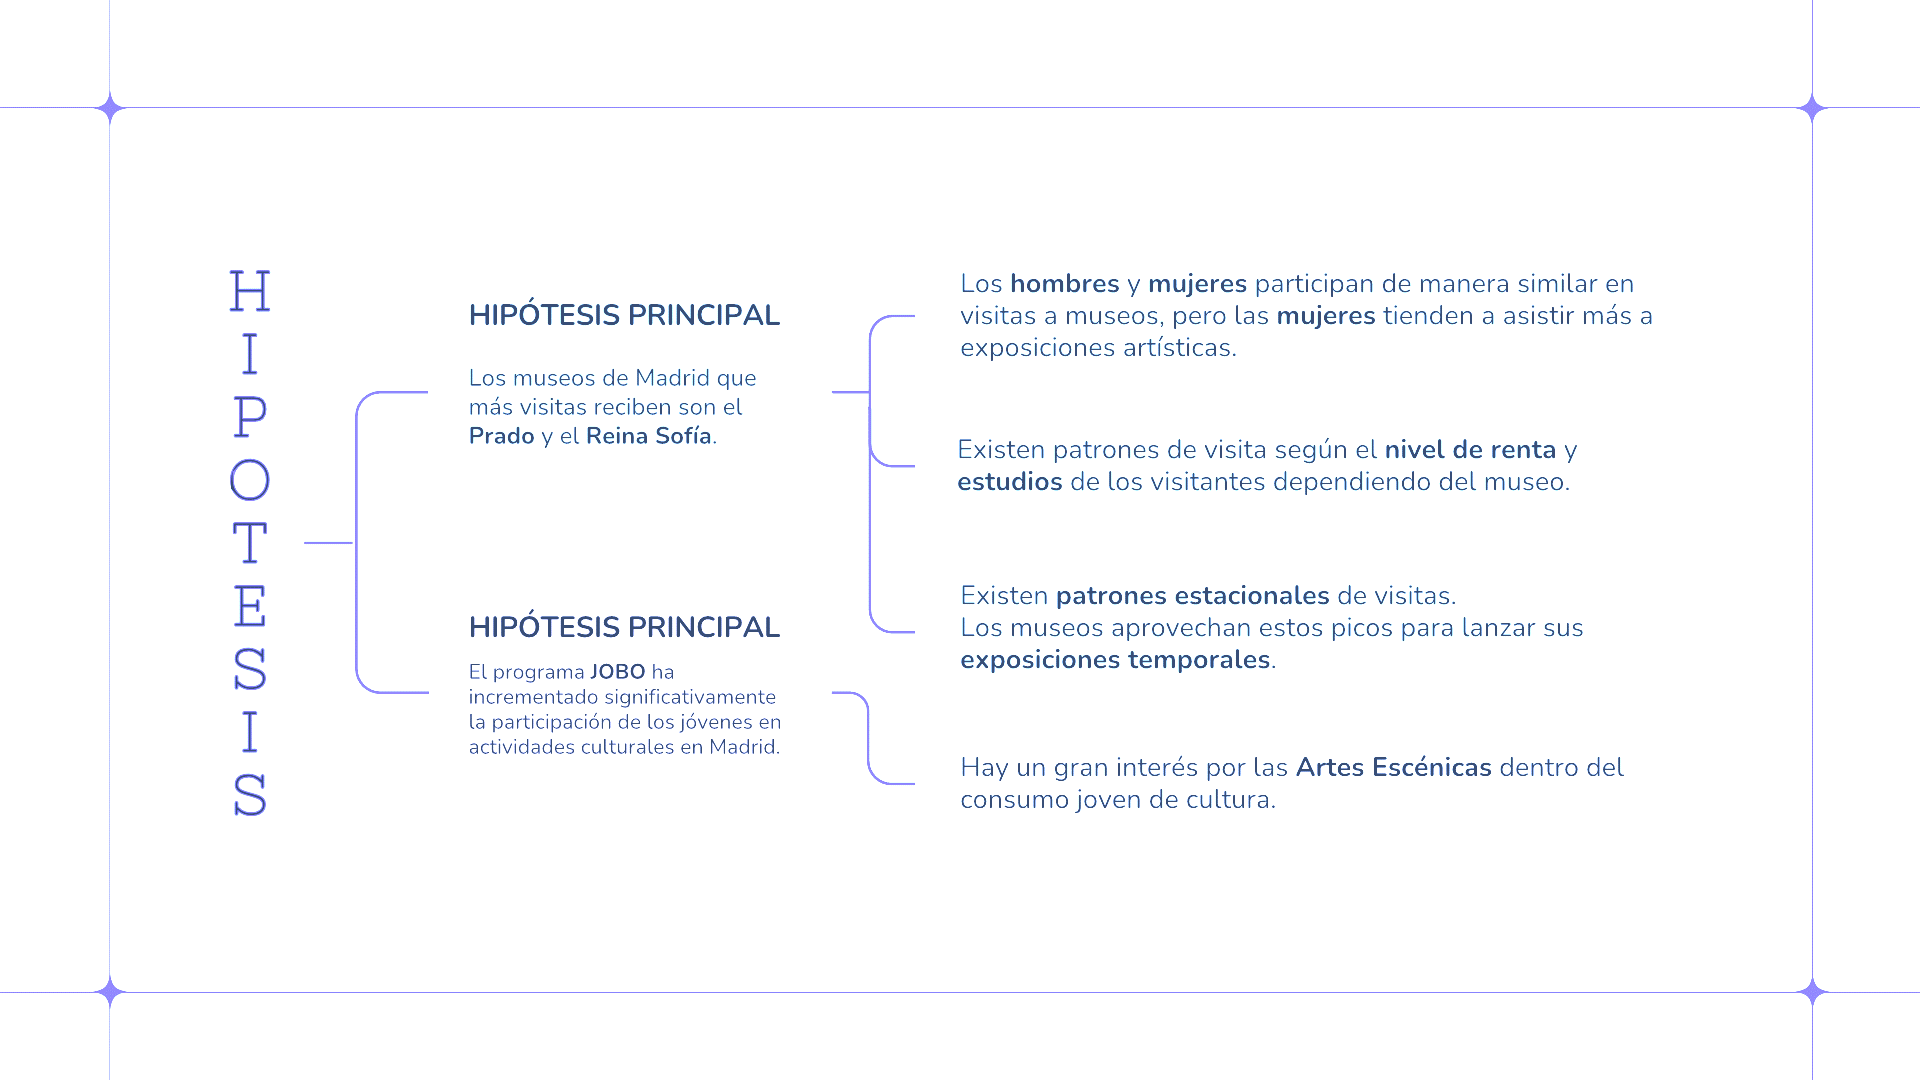 HIPOTESIS
HIPÓTESIS PRINCIPAL
Los museos de Madrid que
más visitas reciben son el
Prado y el Reina Sofía.
Los hombres y mujeres participan de manera similar en
visitas a museos, pero las mujeres tienden a asistir más a
exposiciones artísticas.
Existen patrones de visita según el nivel de renta y
estudios de los visitantes dependiendo del museo.
Existen patrones estacionales de visitas.
Los museos aprovechan estos picos para lanzar sus
exposiciones temporales.
HIPÓTESIS PRINCIPAL
El programa JOBO ha
incrementado significativamente
la participación de los jóvenes en
actividades culturales en Madrid.
Hay un gran interés por las Artes Escénicas dentro del
consumo joven de cultura.